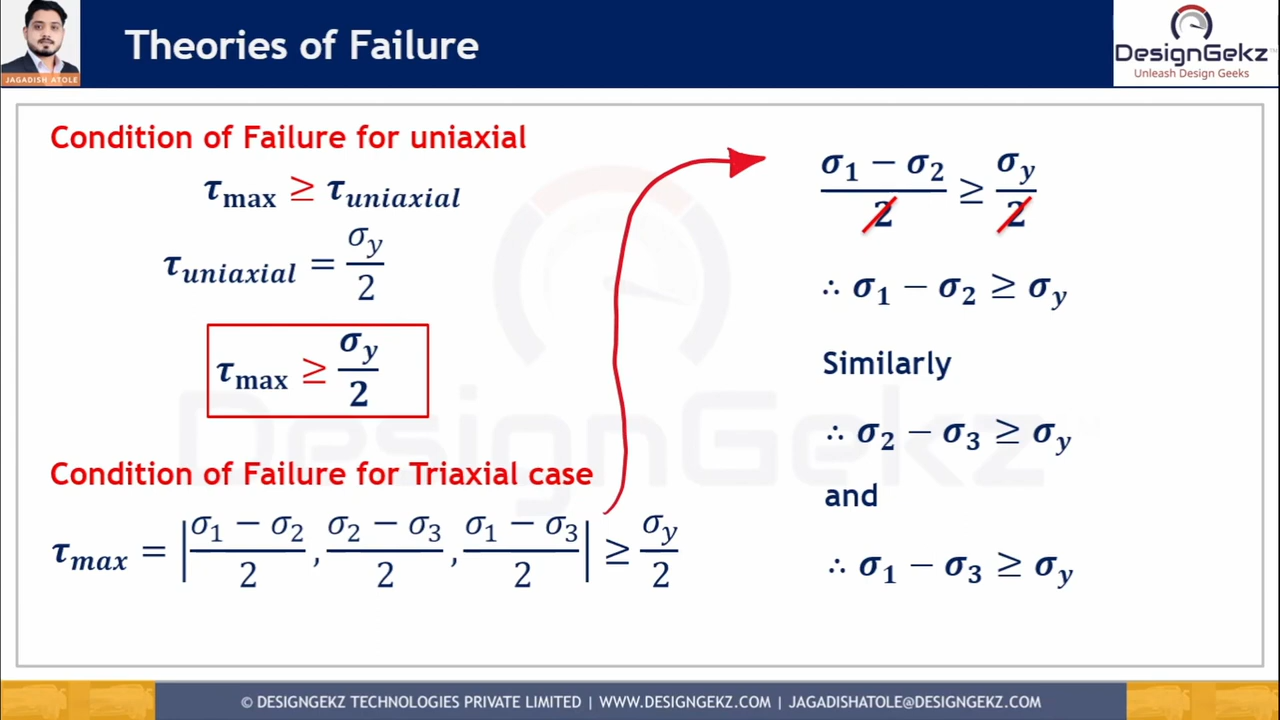 Theories of Failure
JAGADISH ATOLE
DesignGekz™
Unleash Design Geeks
Condition of Failure for uniaxial
τmax ≥ τuniaxial
τuniaxial = σy/2
τmax ≥ σy/2
Condition of Failure for Triaxial case
τmax = |σ1 − σ2/2, σ2 − σ3/2, σ1 − σ3/2| ≥ σy/2
σ1 − σ2/2 ≥ σy/2
∴ σ1 − σ2 ≥ σy
Similarly
∴ σ2 − σ3 ≥ σy
and
∴ σ1 − σ3 ≥ σy
DesignGekz™
© DESIGNGEKZ TECHNOLOGIES PRIVATE LIMITED | WWW.DESIGNGEKZ.COM | JAGADISHATOLE@DESIGNGEKZ.COM